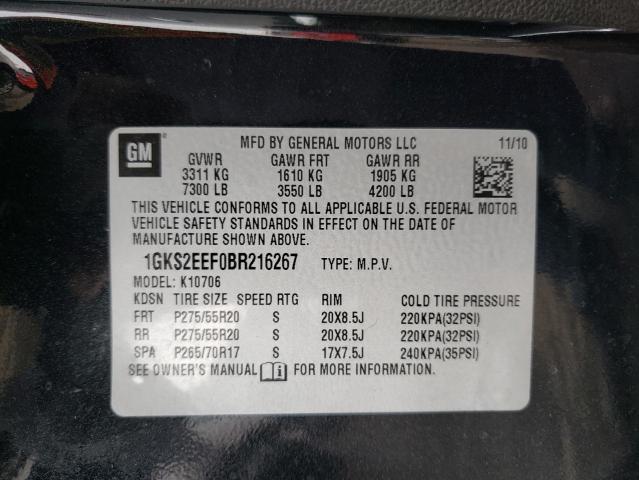 GM ®
MFD BY GENERAL MOTORS LLC 11/10
GVWR GAWR FRT GAWR RR
3311 KG 1610 KG 1905 KG
7300 LB 3550 LB 4200 LB
THIS VEHICLE CONFORMS TO ALL APPLICABLE U.S. FEDERAL MOTOR
VEHICLE SAFETY STANDARDS IN EFFECT ON THE DATE OF
MANUFACTURE SHOWN ABOVE.
1GKS2EEF0BR216267 TYPE: M.P.V.
MODEL: K10706
KDSN TIRE SIZE SPEED RTG RIM COLD TIRE PRESSURE
FRT P275/55R20 S 20X8.5J 220KPA(32PSI)
RR P275/55R20 S 20X8.5J 220KPA(32PSI)
SPA P265/70R17 S 17X7.5J 240KPA(35PSI)
SEE OWNER'S MANUAL i FOR MORE INFORMATION.